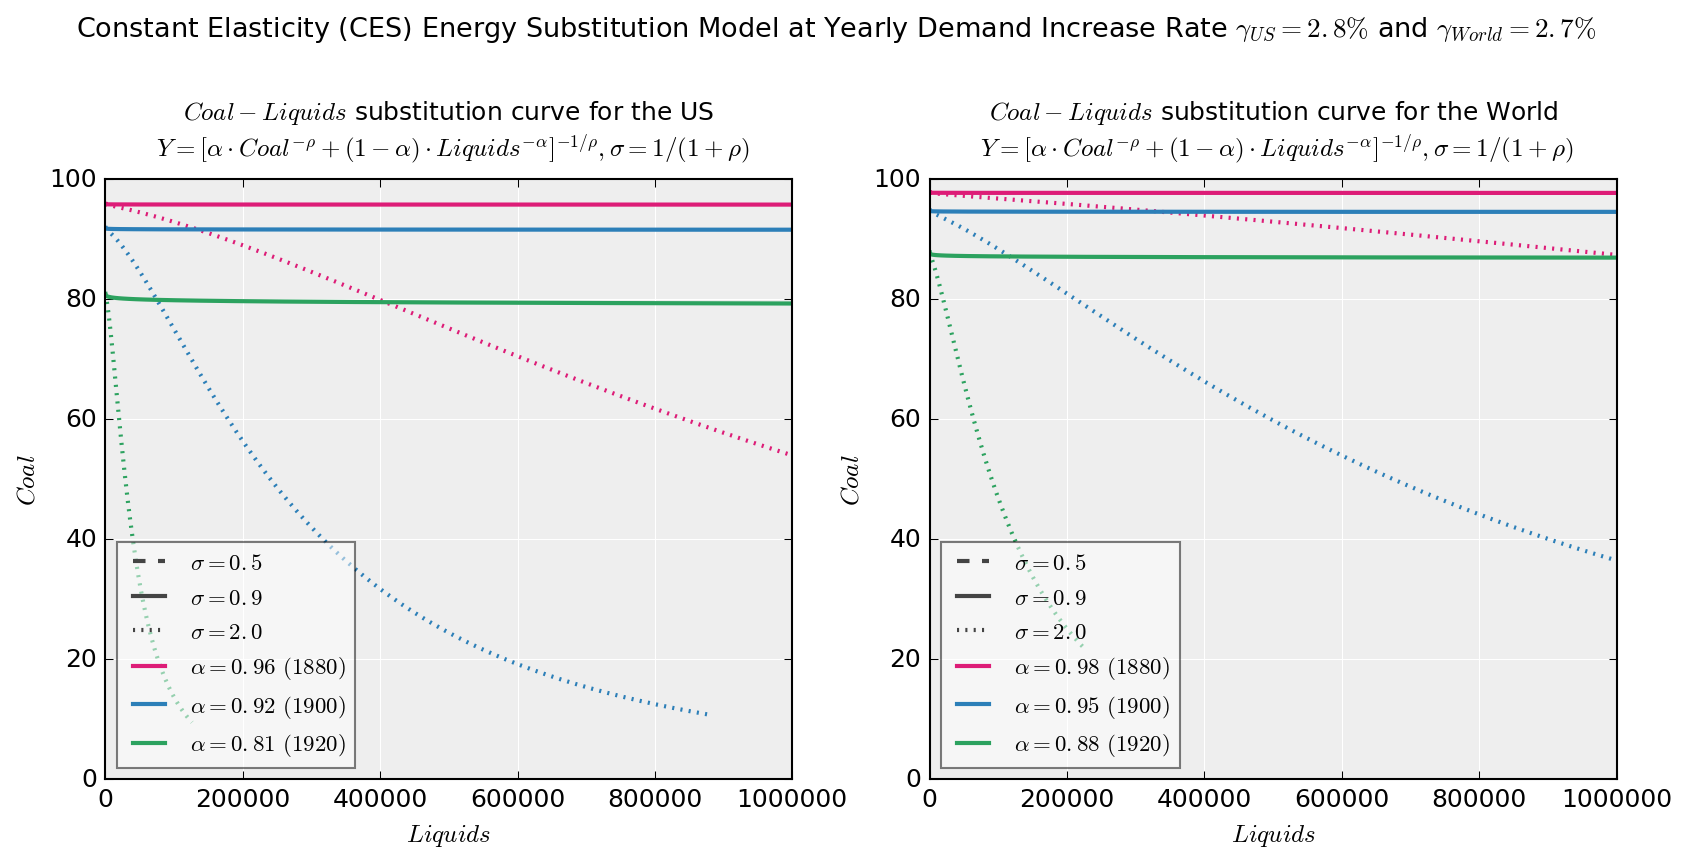 Constant Elasticity (CES) Energy Substitution Model at Yearly Demand Increase Rate γ_US = 2.8% and γ_World = 2.7%
Coal − Liquids substitution curve for the US
Y = [α · Coal^−ρ + (1 − α) · Liquids^−α]^−1/ρ, σ = 1/(1 + ρ)
100
80
60
40
20
0
Coal
σ = 0.5
σ = 0.9
σ = 2.0
α = 0.96 (1880)
α = 0.92 (1900)
α = 0.81 (1920)
0 200000 400000 600000 800000 1000000
Liquids
Coal − Liquids substitution curve for the World
Y = [α · Coal^−ρ + (1 − α) · Liquids^−α]^−1/ρ, σ = 1/(1 + ρ)
100
80
60
40
20
0
Coal
σ = 0.5
σ = 0.9
σ = 2.0
α = 0.98 (1880)
α = 0.95 (1900)
α = 0.88 (1920)
0 200000 400000 600000 800000 1000000
Liquids